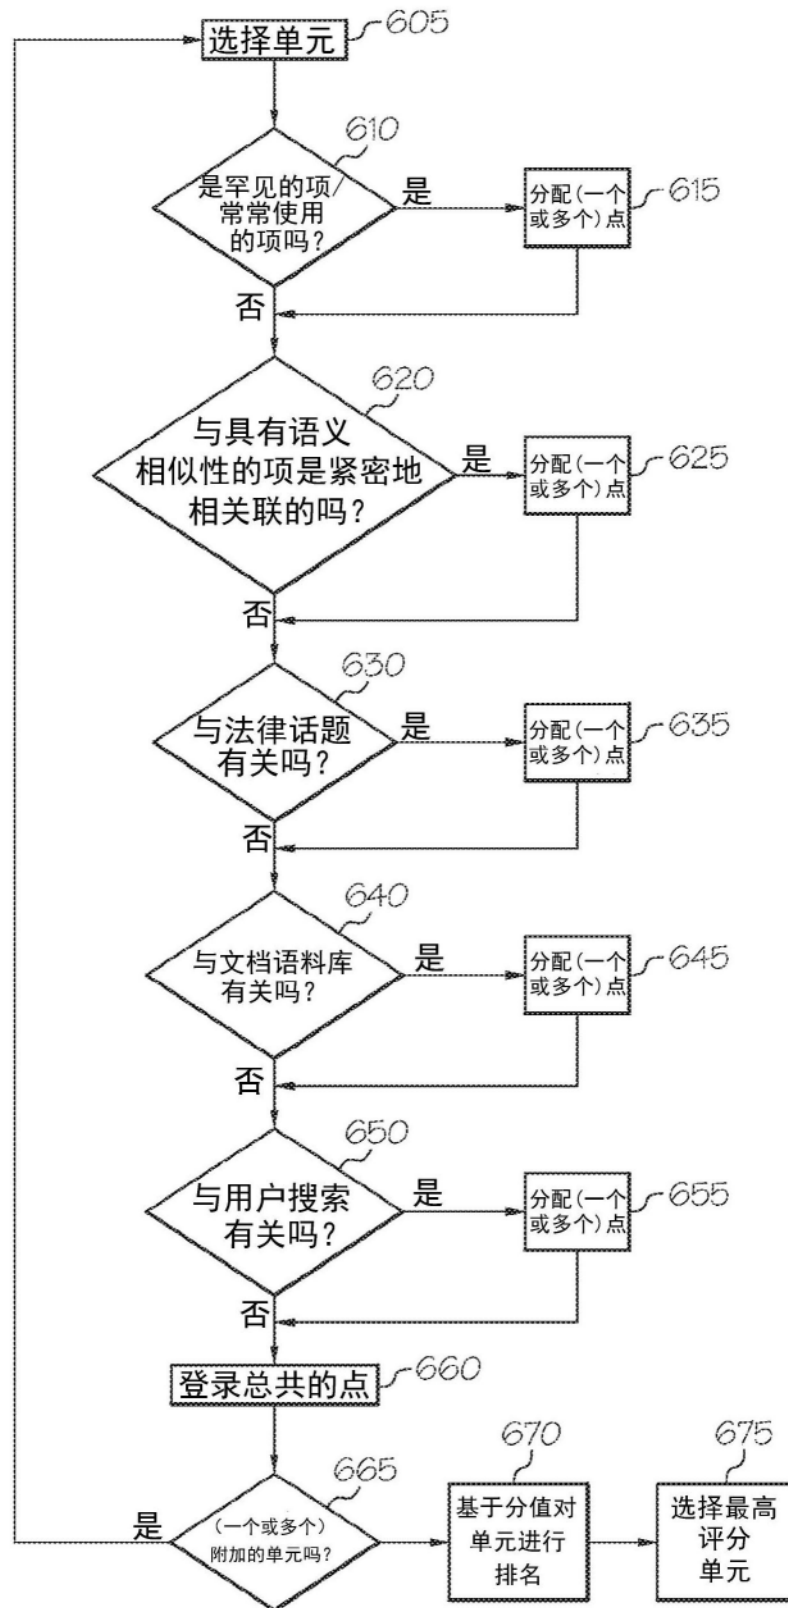 选择单元
605
610
是罕见的项/
常常使用
的项吗?
是
分配(一个
或多个)点
615
否
620
与具有语义
相似性的项是紧密地
相关联的吗?
是
分配(一个
或多个)点
625
否
630
与法律话题
有关吗?
是
分配(一个
或多个)点
635
否
640
与文档语料库
有关吗?
是
分配(一个
或多个)点
645
否
650
与用户搜索
有关吗?
是
分配(一个
或多个)点
655
否
登录总共的点
660
665
(一个或多个)
附加的单元吗?
是
670
基于分值对
单元进行
排名
675
选择最高
评分
单元